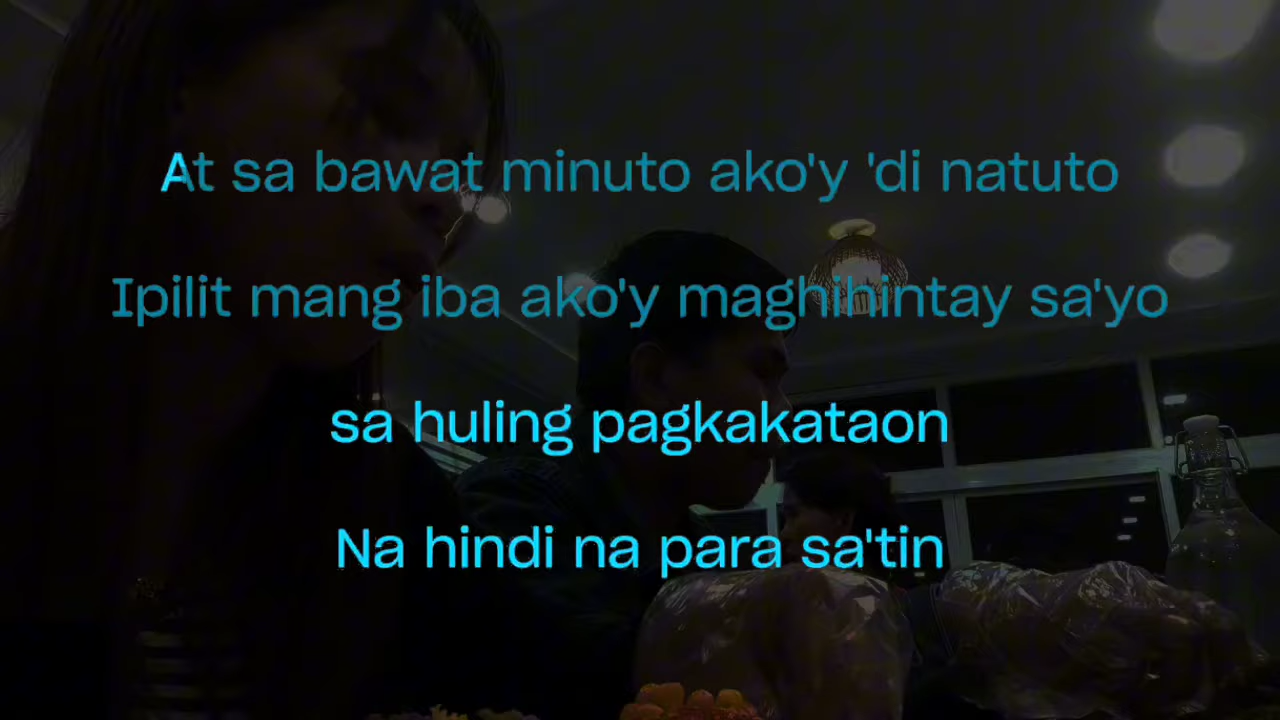 At sa bawat minuto ako'y 'di natuto
Ipilit mang iba ako'y maghihintay sa'yo
sa huling pagkakataon
Na hindi na para sa'tin